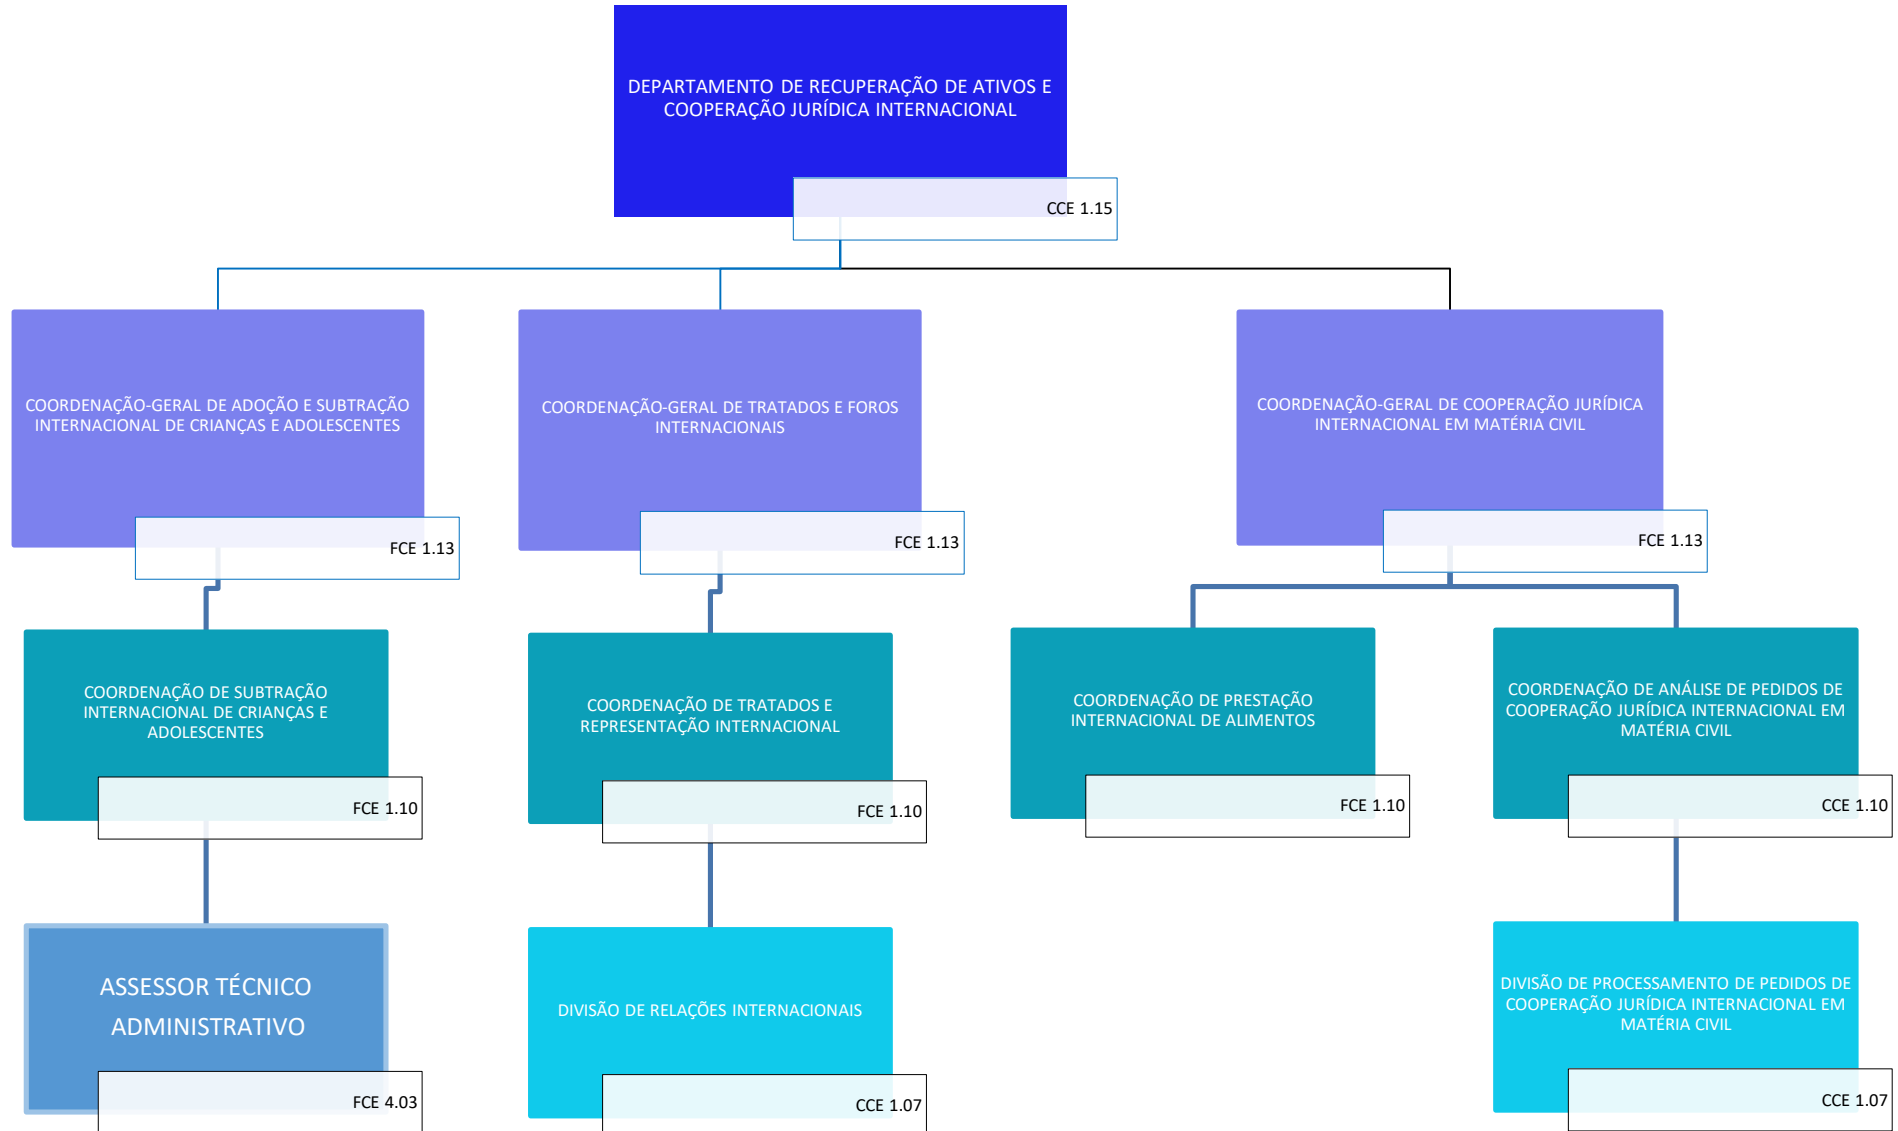 DEPARTAMENTO DE RECUPERAÇÃO DE ATIVOS E
COOPERAÇÃO JURÍDICA INTERNACIONAL
CCE 1.15
COORDENAÇÃO-GERAL DE ADOÇÃO E SUBTRAÇÃO
INTERNACIONAL DE CRIANÇAS E ADOLESCENTES
FCE 1.13
COORDENAÇÃO-GERAL DE TRATADOS E FOROS
INTERNACIONAIS
FCE 1.13
COORDENAÇÃO-GERAL DE COOPERAÇÃO JURÍDICA
INTERNACIONAL EM MATÉRIA CIVIL
FCE 1.13
COORDENAÇÃO DE SUBTRAÇÃO
INTERNACIONAL DE CRIANÇAS E
ADOLESCENTES
FCE 1.10
COORDENAÇÃO DE TRATADOS E
REPRESENTAÇÃO INTERNACIONAL
FCE 1.10
COORDENAÇÃO DE PRESTAÇÃO
INTERNACIONAL DE ALIMENTOS
FCE 1.10
COORDENAÇÃO DE ANÁLISE DE PEDIDOS DE
COOPERAÇÃO JURÍDICA INTERNACIONAL EM
MATÉRIA CIVIL
CCE 1.10
ASSESSOR TÉCNICO
ADMINISTRATIVO
FCE 4.03
DIVISÃO DE RELAÇÕES INTERNACIONAIS
CCE 1.07
DIVISÃO DE PROCESSAMENTO DE PEDIDOS DE
COOPERAÇÃO JURÍDICA INTERNACIONAL EM
MATÉRIA CIVIL
CCE 1.07